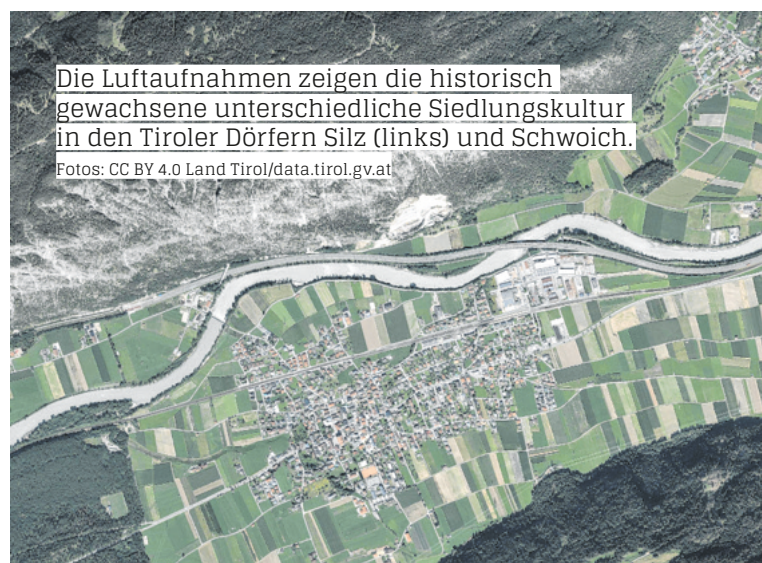 Die Luftaufnahmen zeigen die historisch
gewachsene unterschiedliche Siedlungskultur
in den Tiroler Dörfern Silz (links) und Schwoich.
Fotos: CC BY 4.0 Land Tirol/data.tirol.gv.at